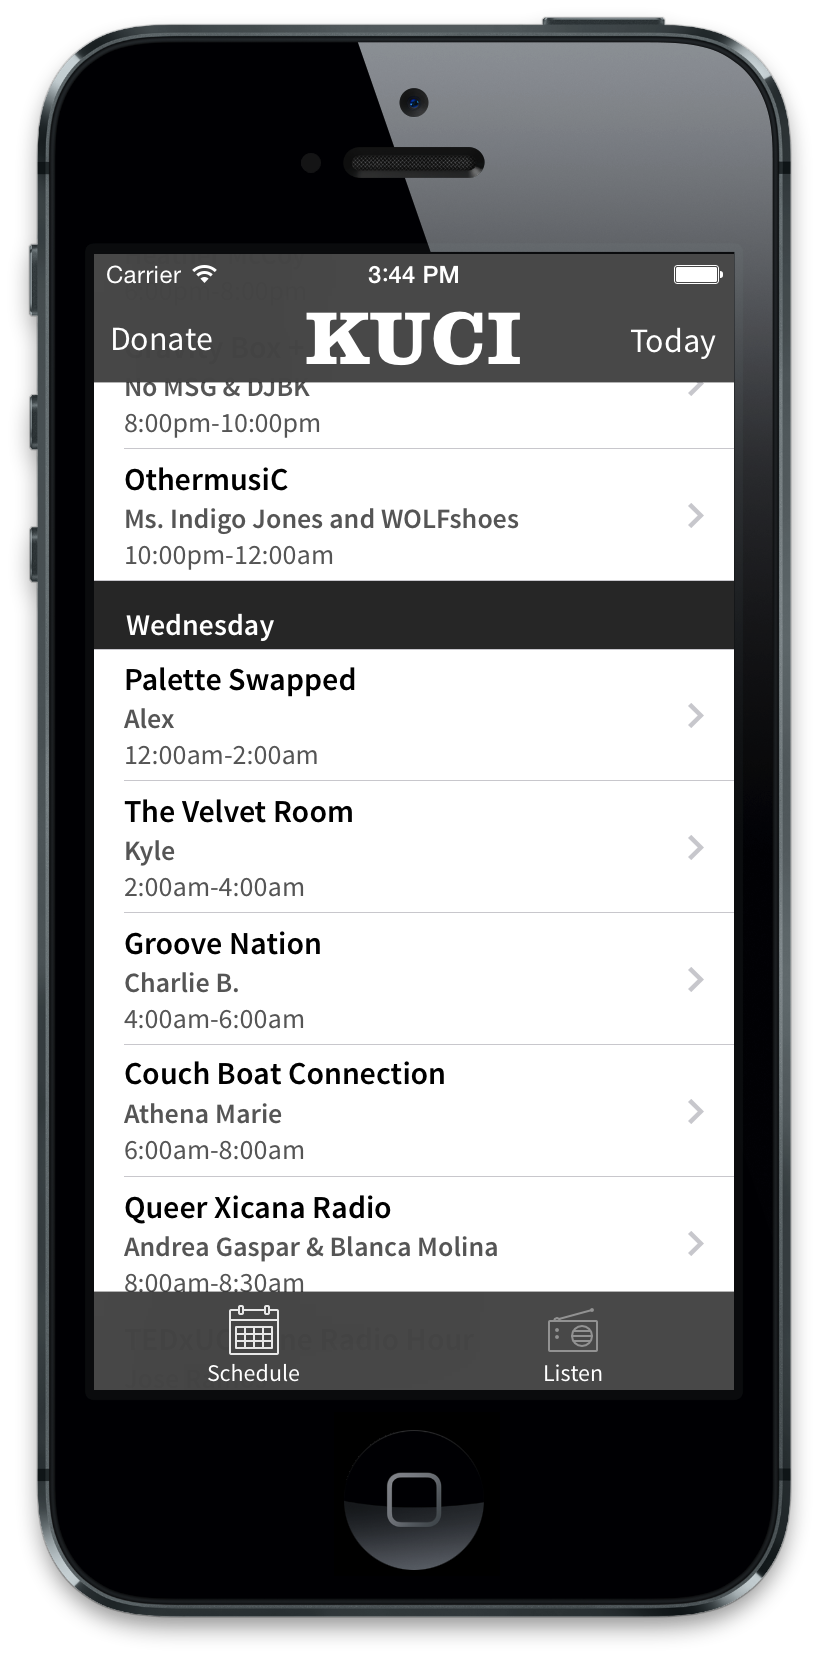 Carrier 3:44 PM
Donate KUCI Today
No MSG & DJBK
8:00pm-10:00pm
OthermusiC
Ms. Indigo Jones and WOLFshoes
10:00pm-12:00am
Wednesday
Palette Swapped
Alex
12:00am-2:00am
The Velvet Room
Kyle
2:00am-4:00am
Groove Nation
Charlie B.
4:00am-6:00am
Couch Boat Connection
Athena Marie
6:00am-8:00am
Queer Xicana Radio
Andrea Gaspar & Blanca Molina
8:00am-8:30am
Radio Hour
Schedule Listen